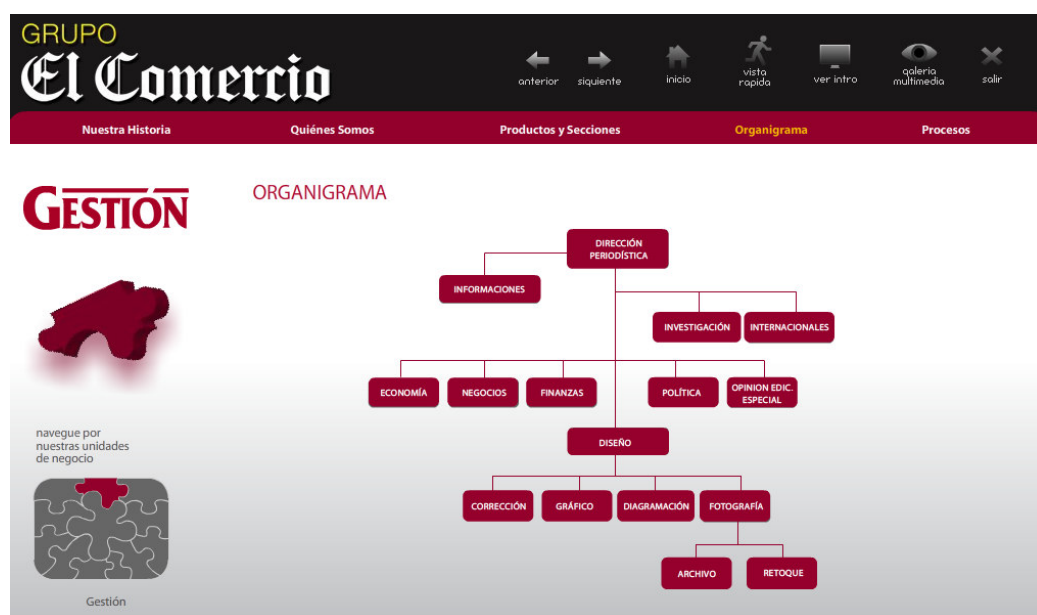 GRUPO
El Comercio
anterior
siguiente
inicio
vista
rapida
ver intro
galeria
multimedia
salir
Nuestra Historia
Quiénes Somos
Productos y Secciones
Organigrama
Procesos
GESTIÓN
ORGANIGRAMA
DIRECCIÓN
PERIODÍSTICA
INFORMACIONES
INVESTIGACIÓN
INTERNACIONALES
ECONOMÍA
NEGOCIOS
FINANZAS
POLÍTICA
OPINION EDIC.
ESPECIAL
navegue por
nuestras unidades
de negocio
DISEÑO
CORRECCIÓN
GRÁFICO
DIAGRAMACIÓN
FOTOGRAFÍA
ARCHIVO
RETOQUE
Gestión